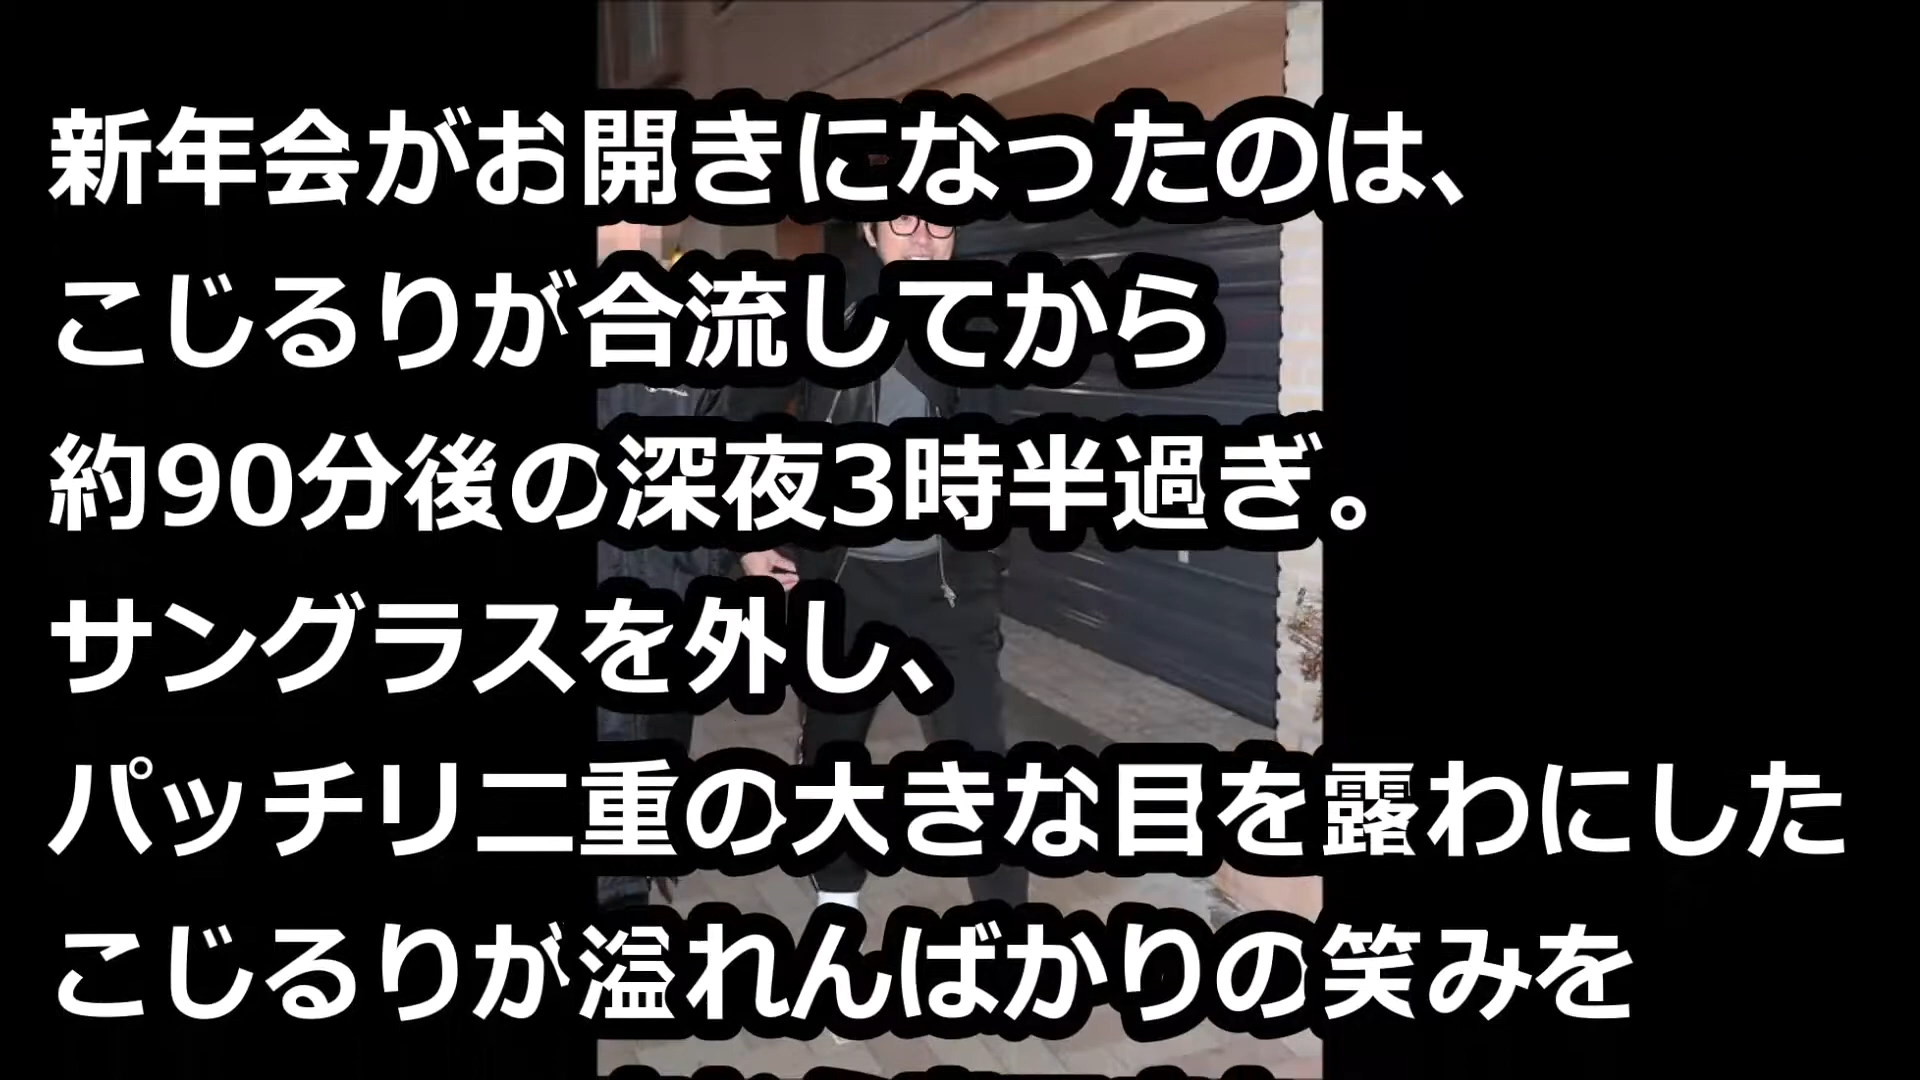 新年会がお開きになったのは、
こじるりが合流してから
約90分後の深夜3時半過ぎ。
サングラスを外し、
パッチリ二重の大きな目を露わにした
こじるりが溢れんばかりの笑みを